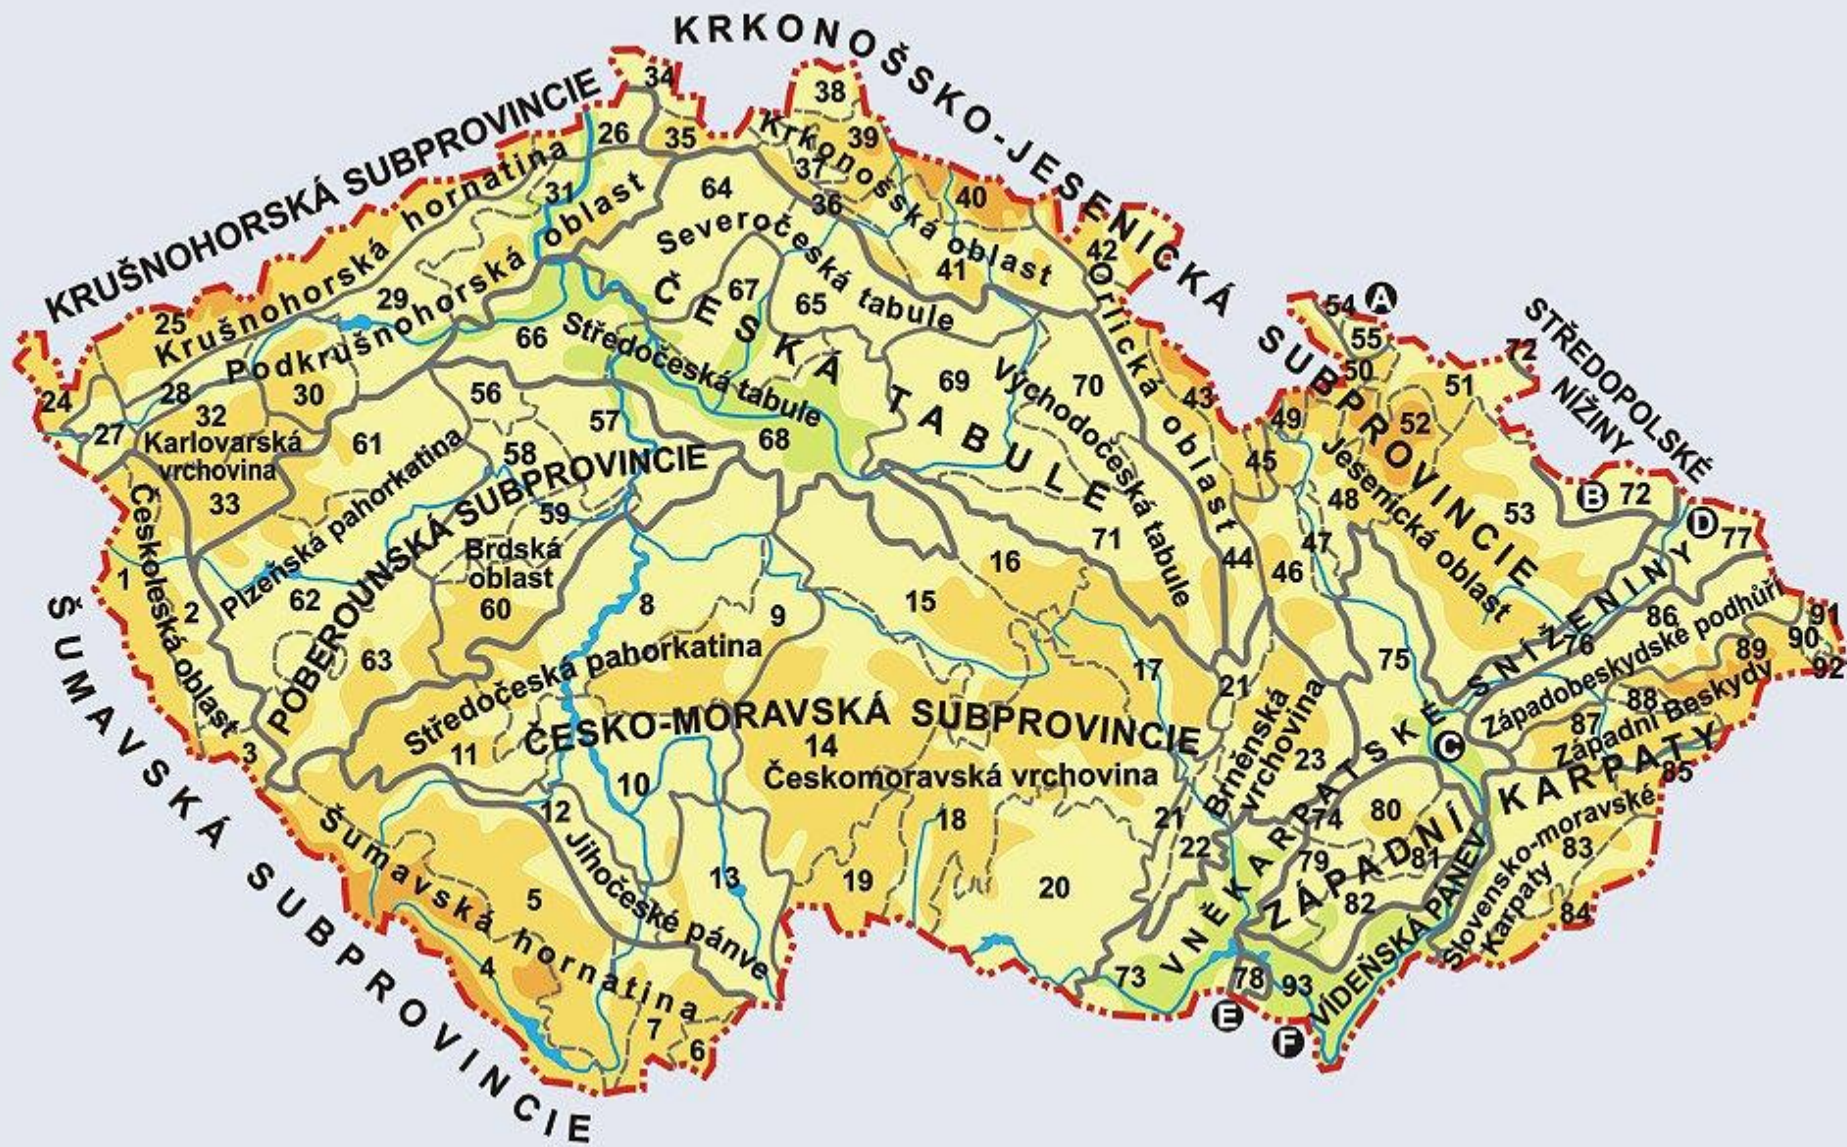 KRKONOŠSKO-JESENICKÁ SUBPROVINCIE
KRUŠNOHORSKÁ SUBPROVINCIE
34
38
26
35
Krkonošská oblast
39
37
Krušnohorská hornatina
31
64
36
40
Podkrušnohorská oblast
Severočeská tabule
42
41
Orlická oblast
25
29
67
65
ČESKÁ TABULE
66
Středočeská tabule
54
A
55
STŘEDOPOLSKÉ
NÍŽINY
72
50
51
24
28
32
30
56
57
69
Východočeská tabule
70
43
49
52
27
Karlovarská
vrchovina
61
58
68
45
Jesenická oblast
33
Českoleská oblast
Plzeňská pahorkatina
POBEROUNSKÁ SUBPROVINCIE
59
48
53
B
72
D
77
Brdská
oblast
71
47
1
2
62
60
8
9
15
16
44
46
VNĚKARPATSKÉ SNÍŽENINY
86
91
90
92
63
Středočeská pahorkatina
17
75
76
Západobeskydské podhůří
89
21
ŠUMAVSKÁ SUBPROVINCIE
3
11
ČESKO-MORAVSKÁ SUBPROVINCIE
14
Českomoravská vrchovina
Brněnská
vrchovina
23
C
88
87
Západní Beskydy
85
10
12
Šumavská hornatina
Jihočeské pánve
18
21
22
74
80
ZÁPADNÍ KARPATY
Slovensko-moravské
Karpaty
83
5
13
19
20
79
81
82
84
4
73
78
93
VÍDEŇSKÁ PÁNEV
7
6
E
F